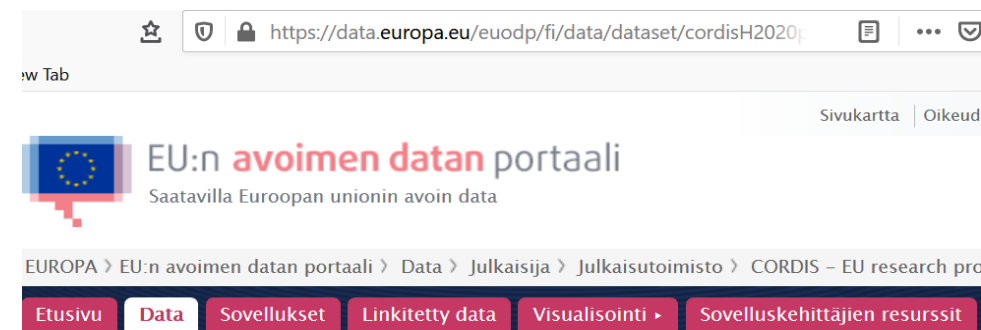 https://data.europa.eu/euodp/fi/data/dataset/cordisH2020p
ew Tab
Sivukartta Oikeud
EU:n avoimen datan portaali
Saatavilla Euroopan unionin avoin data
EUROPA > EU:n avoimen datan portaali > Data > Julkaisija > Julkaisutoimisto > CORDIS – EU research pro
Etusivu Data Sovellukset Linkitetty data Visualisointi ▸ Sovelluskehittäjien resurssit